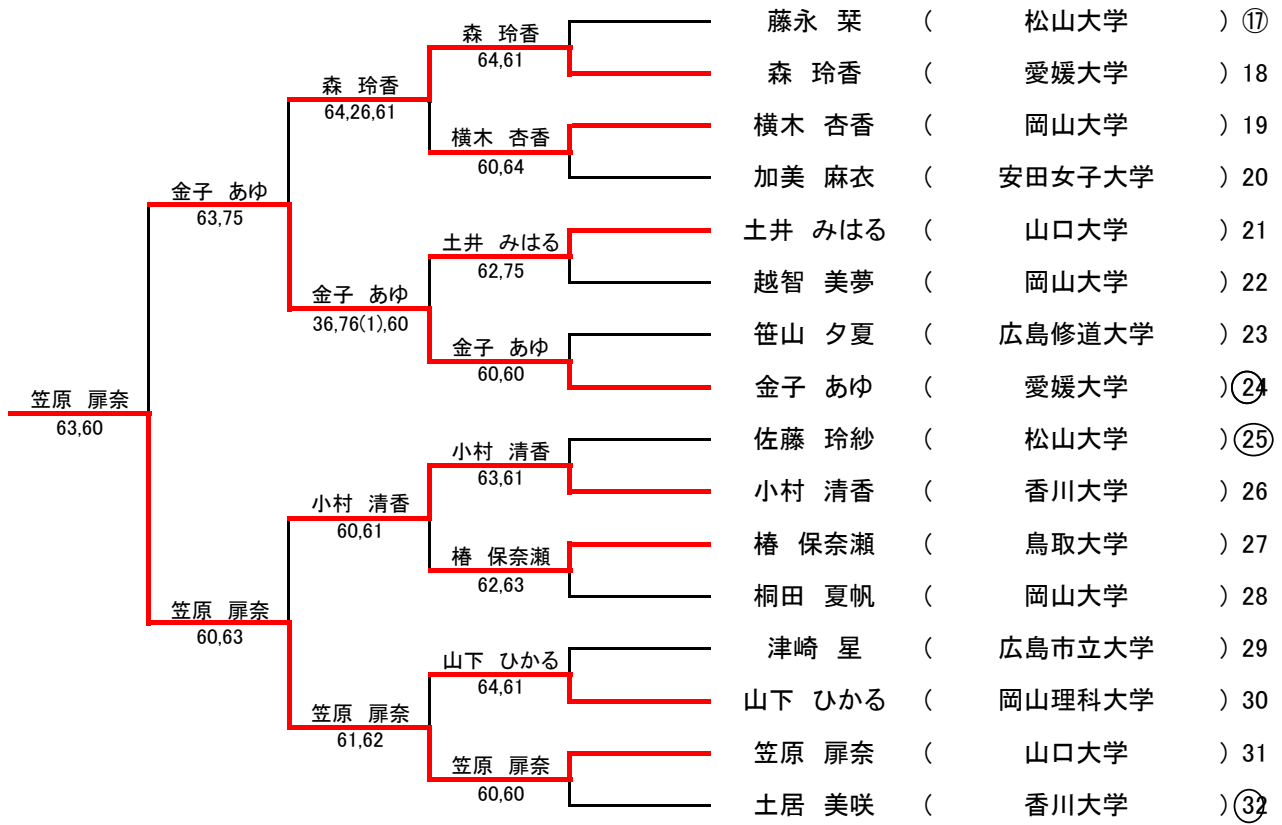 藤永 栞 ( 松山大学 ) ⑰
森 玲香
64,61
森 玲香 ( 愛媛大学 ) 18
森 玲香
64,26,61
横木 杏香 ( 岡山大学 ) 19
横木 杏香
60,64
加美 麻衣 ( 安田女子大学 ) 20
金子 あゆ
63,75
土井 みはる ( 山口大学 ) 21
土井 みはる
62,75
越智 美夢 ( 岡山大学 ) 22
金子 あゆ
36,76(1),60
笹山 夕夏 ( 広島修道大学 ) 23
金子 あゆ
60,60
金子 あゆ ( 愛媛大学 ) 24
笠原 扉奈
63,60
佐藤 玲紗 ( 松山大学 ) 25
小村 清香
63,61
小村 清香 ( 香川大学 ) 26
小村 清香
60,61
椿 保奈瀬 ( 鳥取大学 ) 27
椿 保奈瀬
62,63
桐田 夏帆 ( 岡山大学 ) 28
笠原 扉奈
60,63
津崎 星 ( 広島市立大学 ) 29
山下 ひかる
64,61
山下 ひかる ( 岡山理科大学 ) 30
笠原 扉奈
61,62
笠原 扉奈 ( 山口大学 ) 31
笠原 扉奈
60,60
土居 美咲 ( 香川大学 ) 32